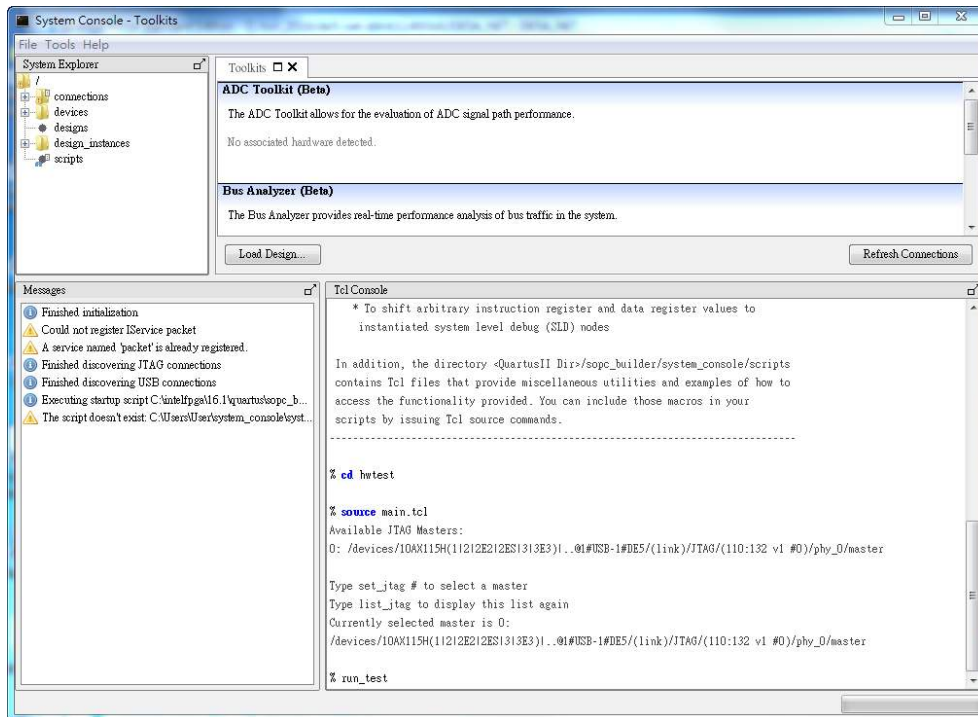 System Console - Toolkits
File Tools Help
System Explorer
/
connections
devices
designs
design_instances
scripts
Toolkits
ADC Toolkit (Beta)
The ADC Toolkit allows for the evaluation of ADC signal path performance.
No associated hardware detected.
Bus Analyzer (Beta)
The Bus Analyzer provides real-time performance analysis of bus traffic in the system.
Load Design...
Refresh Connections
Messages
Finished initialization
Could not register IService packet
A service named 'packet' is already registered.
Finished discovering JTAG connections
Finished discovering USB connections
Executing startup script C:\intelfpga\16.1\quartus\sopc_b...
The script doesn't exist: C:\Users\User\system_console\syst...
Tcl Console
* To shift arbitrary instruction register and data register values to
instantiated system level debug (SLD) nodes
In addition, the directory <QuartusII Dir>/sopc_builder/system_console/scripts
contains Tcl files that provide miscellaneous utilities and examples of how to
access the functionality provided. You can include those macros in your
scripts by issuing Tcl source commands.
-----------------------------------------------------------------------------
% cd hwtest
% source main.tcl
Available JTAG Masters:
0: /devices/10AX115H(1|2|2E2|2ES|3|3E3)|..@1#USB-1#DE5/(link)/JTAG/(110:132 v1 #0)/phy_0/master
Type set_jtag # to select a master
Type list_jtag to display this list again
Currently selected master is 0:
/devices/10AX115H(1|2|2E2|2ES|3|3E3)|..@1#USB-1#DE5/(link)/JTAG/(110:132 v1 #0)/phy_0/master
% run_test